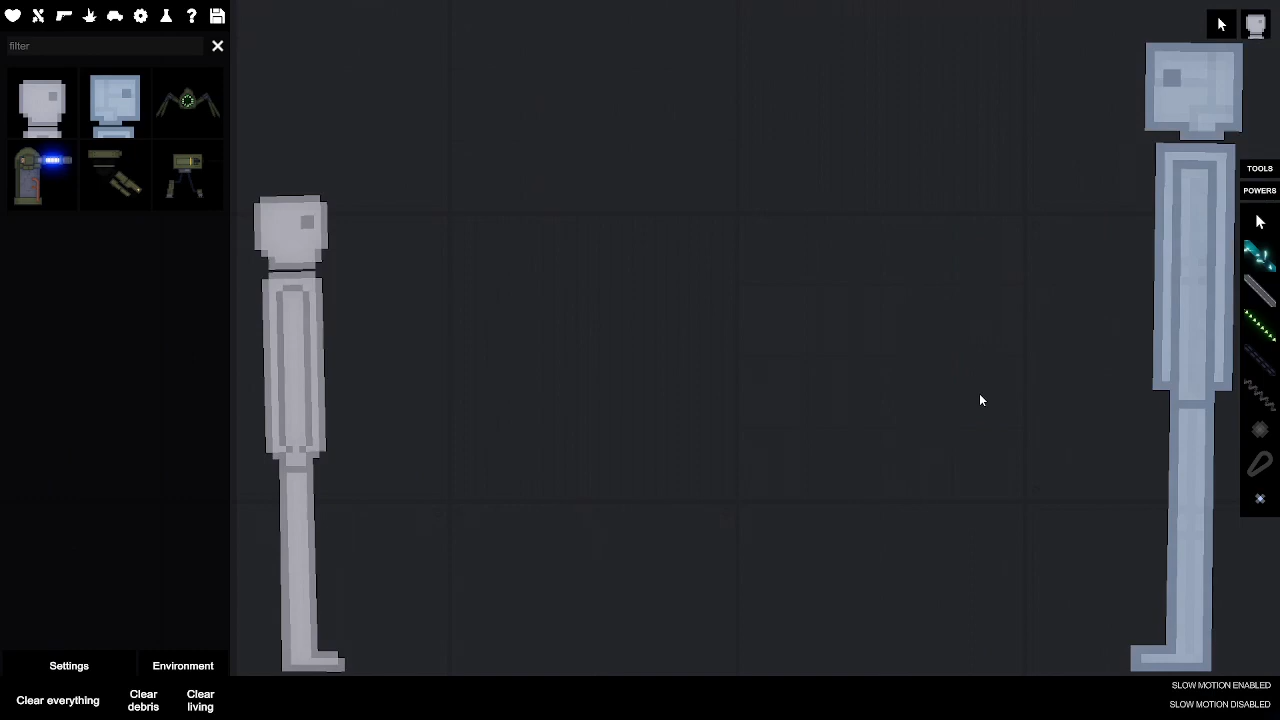 filter
TOOLS
POWERS
Settings
Environment
Clear everything
Clear
debris
Clear
living
SLOW MOTION ENABLED
SLOW MOTION DISABLED